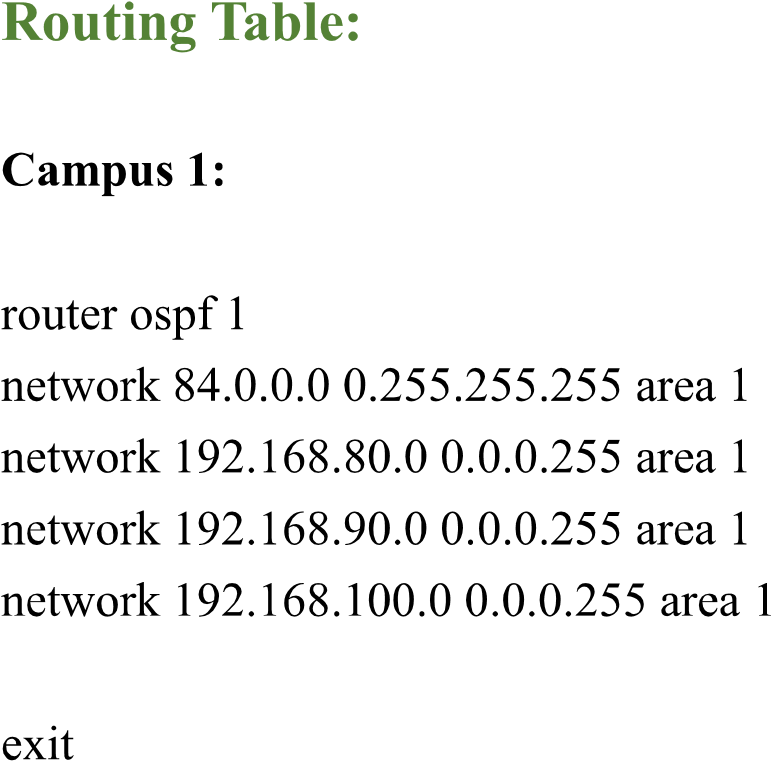 Routing Table:
Campus 1:
router ospf 1
network 84.0.0.0 0.255.255.255 area 1
network 192.168.80.0 0.0.0.255 area 1
network 192.168.90.0 0.0.0.255 area 1
network 192.168.100.0 0.0.0.255 area 1
exit